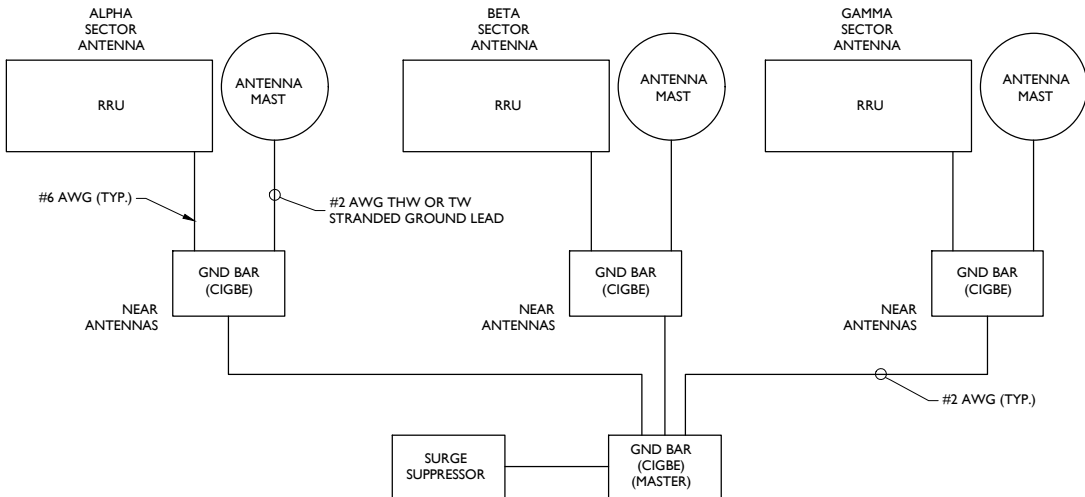 ALPHA
SECTOR
ANTENNA
BETA
SECTOR
ANTENNA
GAMMA
SECTOR
ANTENNA
RRU
ANTENNA
MAST
RRU
ANTENNA
MAST
RRU
ANTENNA
MAST
#6 AWG (TYP.)
#2 AWG THW OR TW
STRANDED GROUND LEAD
GND BAR
(CIGBE)
NEAR
ANTENNAS
GND BAR
(CIGBE)
NEAR
ANTENNAS
GND BAR
(CIGBE)
NEAR
ANTENNAS
#2 AWG (TYP.)
SURGE
SUPPRESSOR
GND BAR
(CIGBE)
(MASTER)